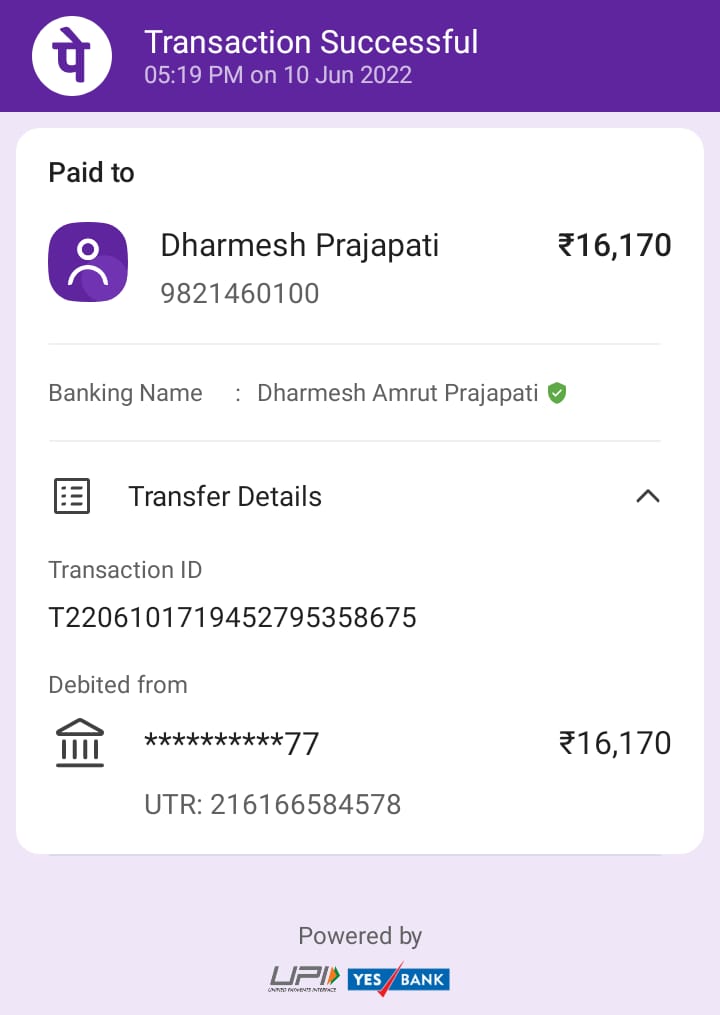 पे
Transaction Successful
05:19 PM on 10 Jun 2022
Paid to
Dharmesh Prajapati ₹16,170
9821460100
Banking Name : Dharmesh Amrut Prajapati
Transfer Details
Transaction ID
T2206101719452795358675
Debited from
**********77 ₹16,170
UTR: 216166584578
Powered by
UPI YES BANK
UNIFIED PAYMENTS INTERFACE